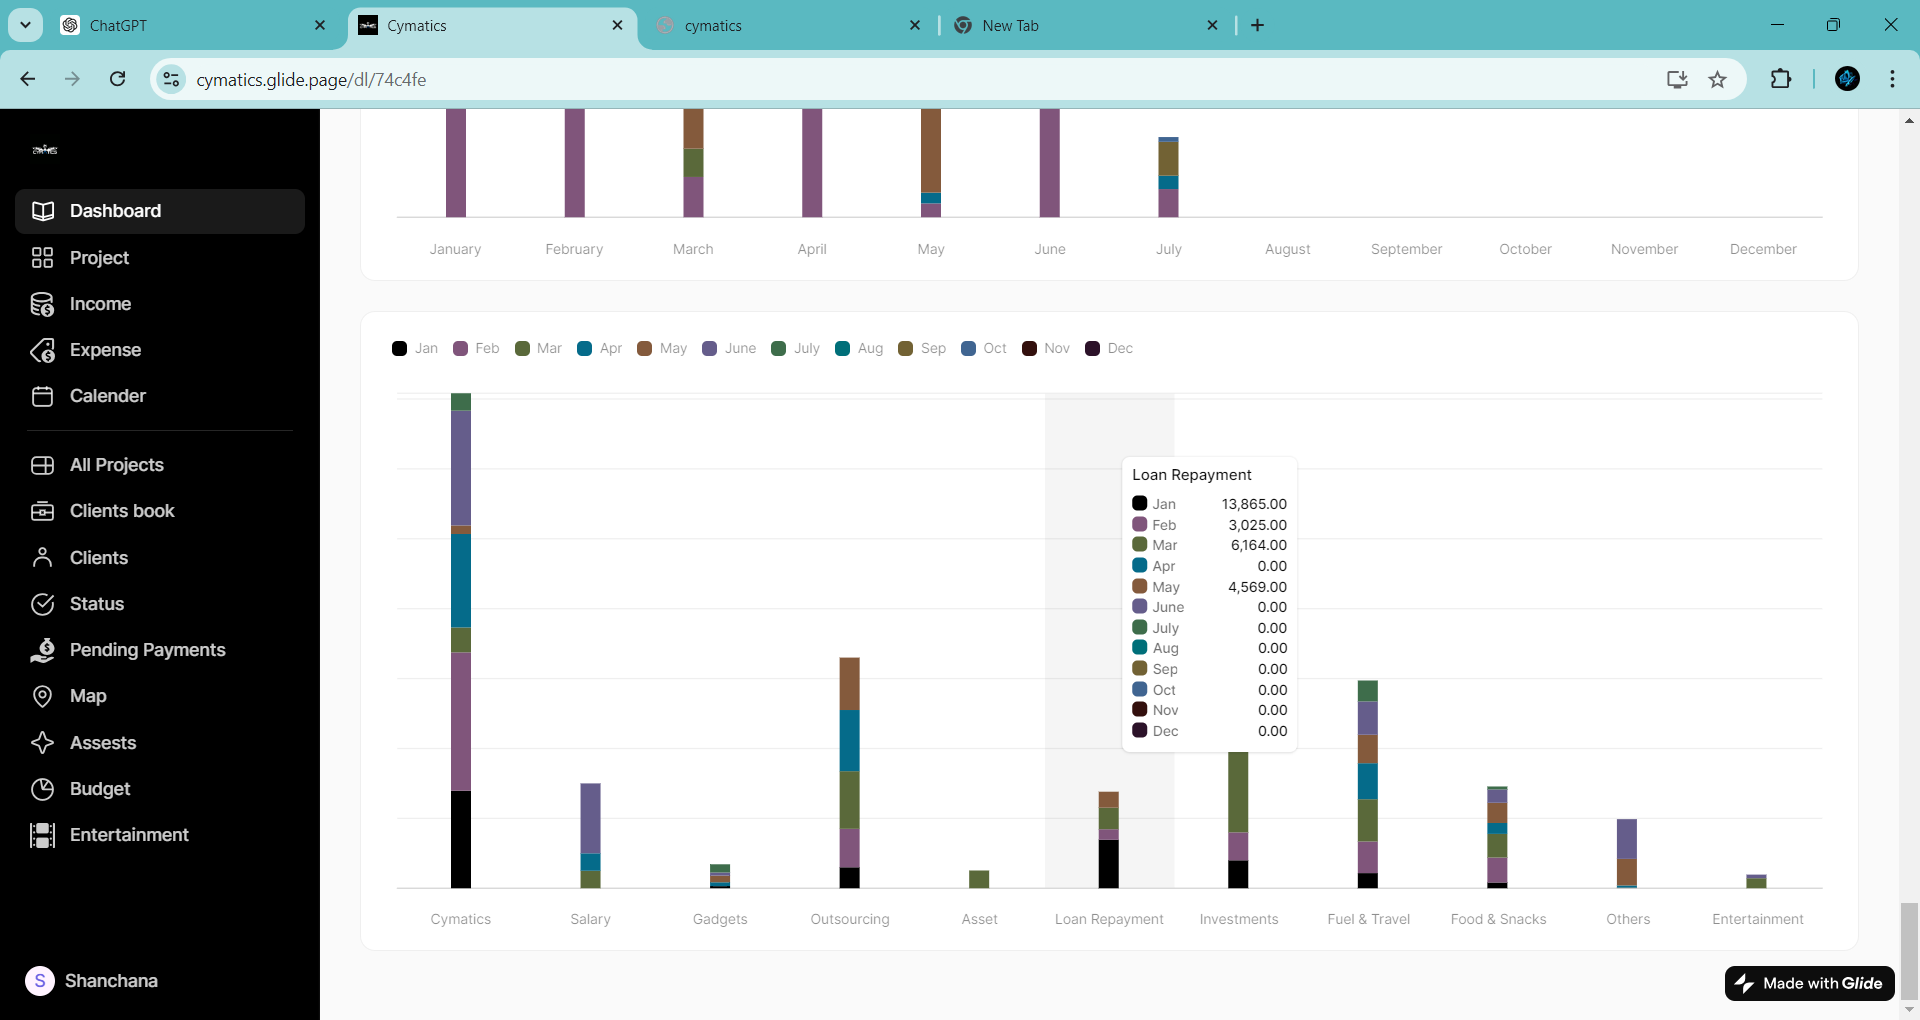 ChatGPT
Cymatics
cymatics
New Tab
cymatics.glide.page/dl/74c4fe
Dashboard
Project
Income
Expense
Calender
All Projects
Clients book
Clients
Status
Pending Payments
Map
Assests
Budget
Entertainment
S Shanchana
January February March April May June July August September October November December
Jan Feb Mar Apr May June July Aug Sep Oct Nov Dec
Loan Repayment
Jan 13,865.00
Feb 3,025.00
Mar 6,164.00
Apr 0.00
May 4,569.00
June 0.00
July 0.00
Aug 0.00
Sep 0.00
Oct 0.00
Nov 0.00
Dec 0.00
Cymatics Salary Gadgets Outsourcing Asset Loan Repayment Investments Fuel & Travel Food & Snacks Others Entertainment
Made with Glide